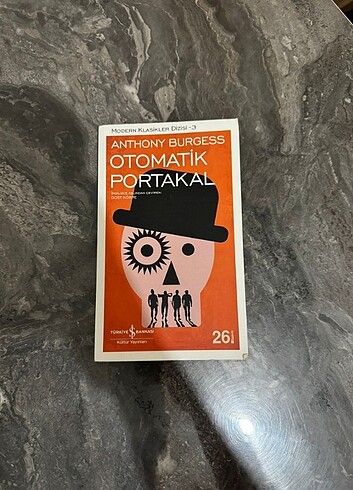 MODERN KLASİKLER DİZİSİ -3
ANTHONY BURGESS
OTOMATİK
PORTAKAL
İNGİLİZCE ASLINDAN ÇEVİREN:
DOST KÖRPE
TÜRKİYE İŞ BANKASI
Kültür Yayınları
26